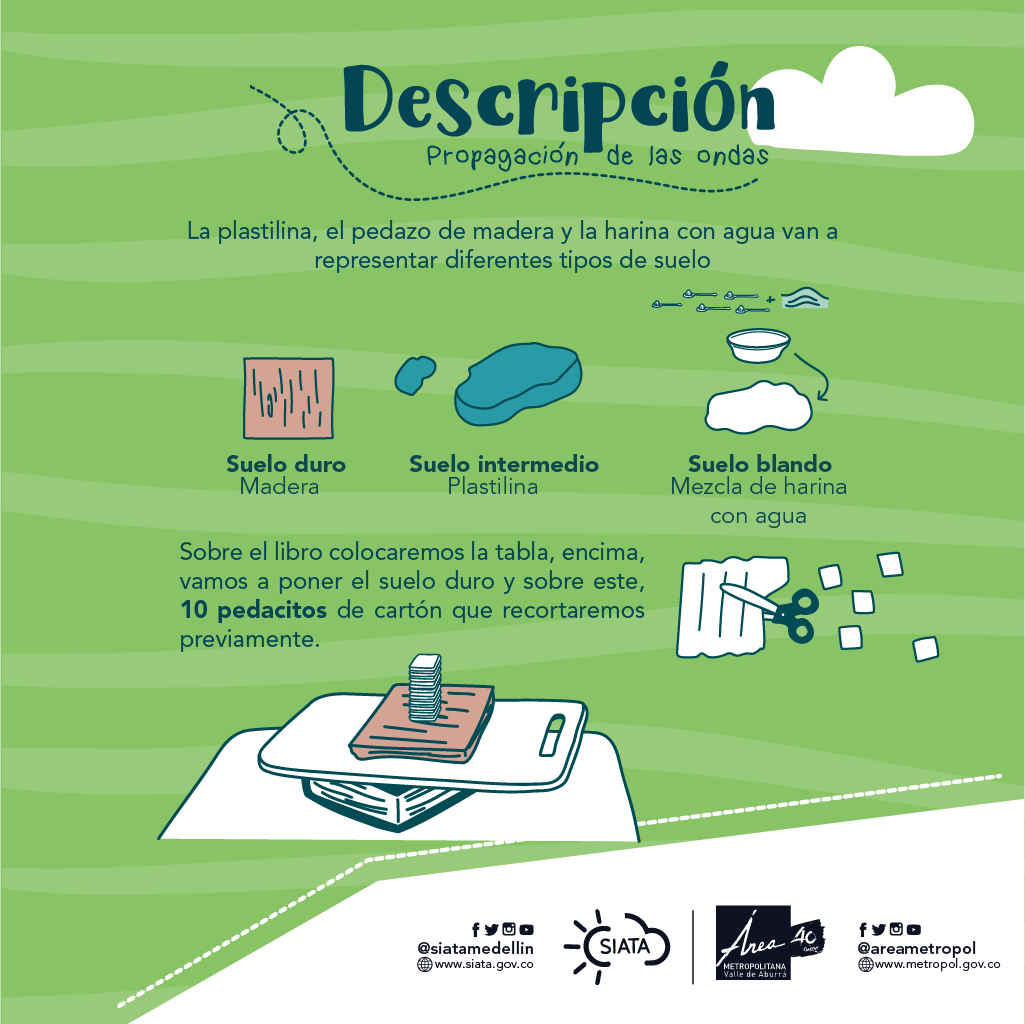 Descripción
Propagación de las ondas
La plastilina, el pedazo de madera y la harina con agua van a
representar diferentes tipos de suelo
+
Suelo duro
Madera
Suelo intermedio
Plastilina
Suelo blando
Mezcla de harina
con agua
Sobre el libro colocaremos la tabla, encima,
vamos a poner el suelo duro y sobre este,
10 pedacitos de cartón que recortaremos
previamente.
@siatamedellin
www.siata.gov.co
SIATA
Área
METROPOLITANA
Valle de Aburrá
40
@areametropol
www.metropol.gov.co